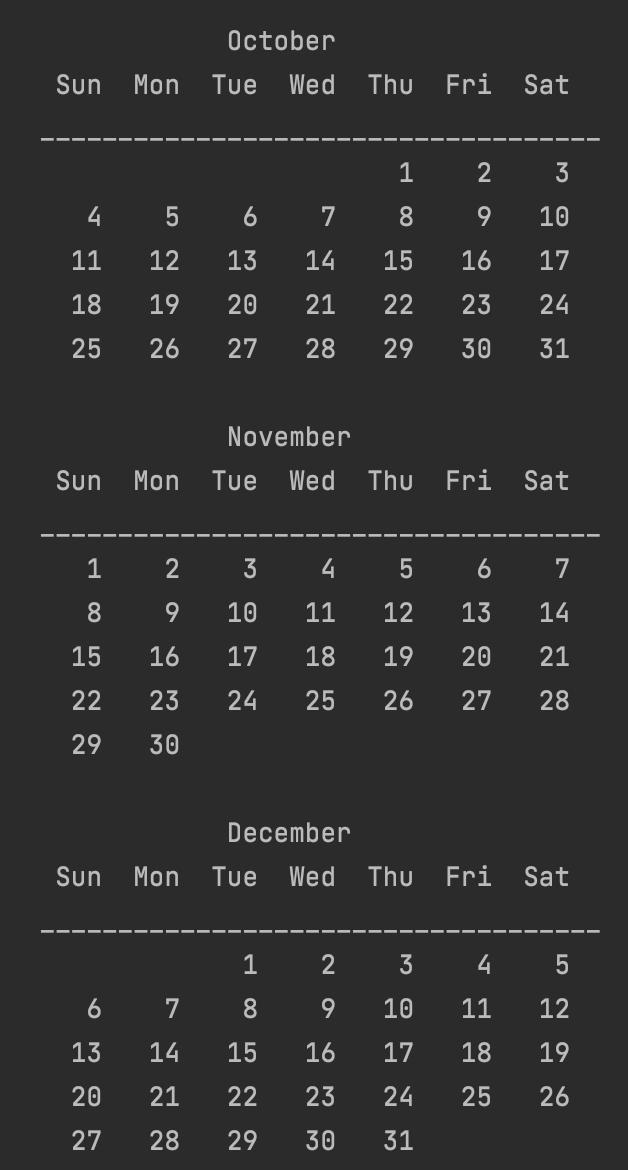 October
Sun Mon Tue Wed Thu Fri Sat
------------------------------------
1 2 3
4 5 6 7 8 9 10
11 12 13 14 15 16 17
18 19 20 21 22 23 24
25 26 27 28 29 30 31
November
Sun Mon Tue Wed Thu Fri Sat
------------------------------------
1 2 3 4 5 6 7
8 9 10 11 12 13 14
15 16 17 18 19 20 21
22 23 24 25 26 27 28
29 30
December
Sun Mon Tue Wed Thu Fri Sat
------------------------------------
1 2 3 4 5
6 7 8 9 10 11 12
13 14 15 16 17 18 19
20 21 22 23 24 25 26
27 28 29 30 31